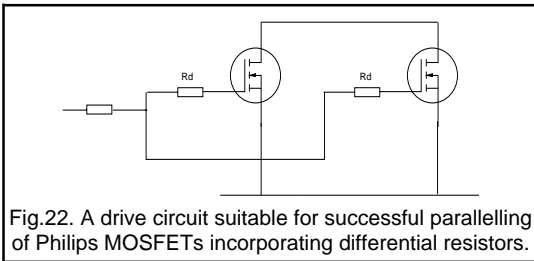 Rd
Rd
Fig.22. A drive circuit suitable for successful parallelling
of Philips MOSFETs incorporating differential resistors.